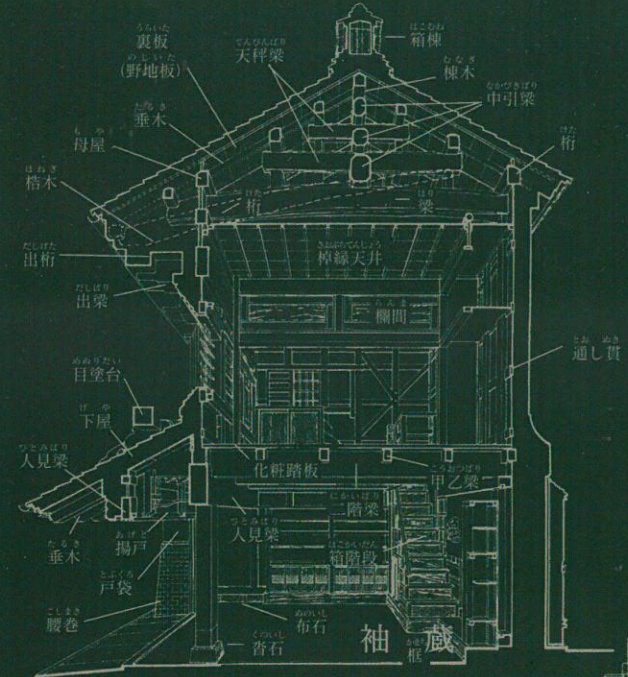 うらいた
裏板
のじいた
(野地板)
てんびんばり
天秤梁
はこむね
箱棟
むなぎ
棟木
なかびきばり
中引梁
たるき
垂木
もや
母屋
けた
桁
はねぎ
桔木
けた
桁
はり
梁
だしげた
出桁
さおぶちてんじょう
棹縁天井
だしばり
出梁
らんま
欄間
とおしぬき
通し貫
めぬりだい
目塗台
げや
下屋
ひとみばり
人見梁
化粧踏板
こうおつばり
甲乙梁
にかいばり
二階梁
ひとみばり
人見梁
はこかいだん
箱階段
たるき
垂木
あげど
揚戸
とぶくろ
戸袋
こしまき
腰巻
ぬのいし
布石
くついし
沓石
袖蔵
かまち
框